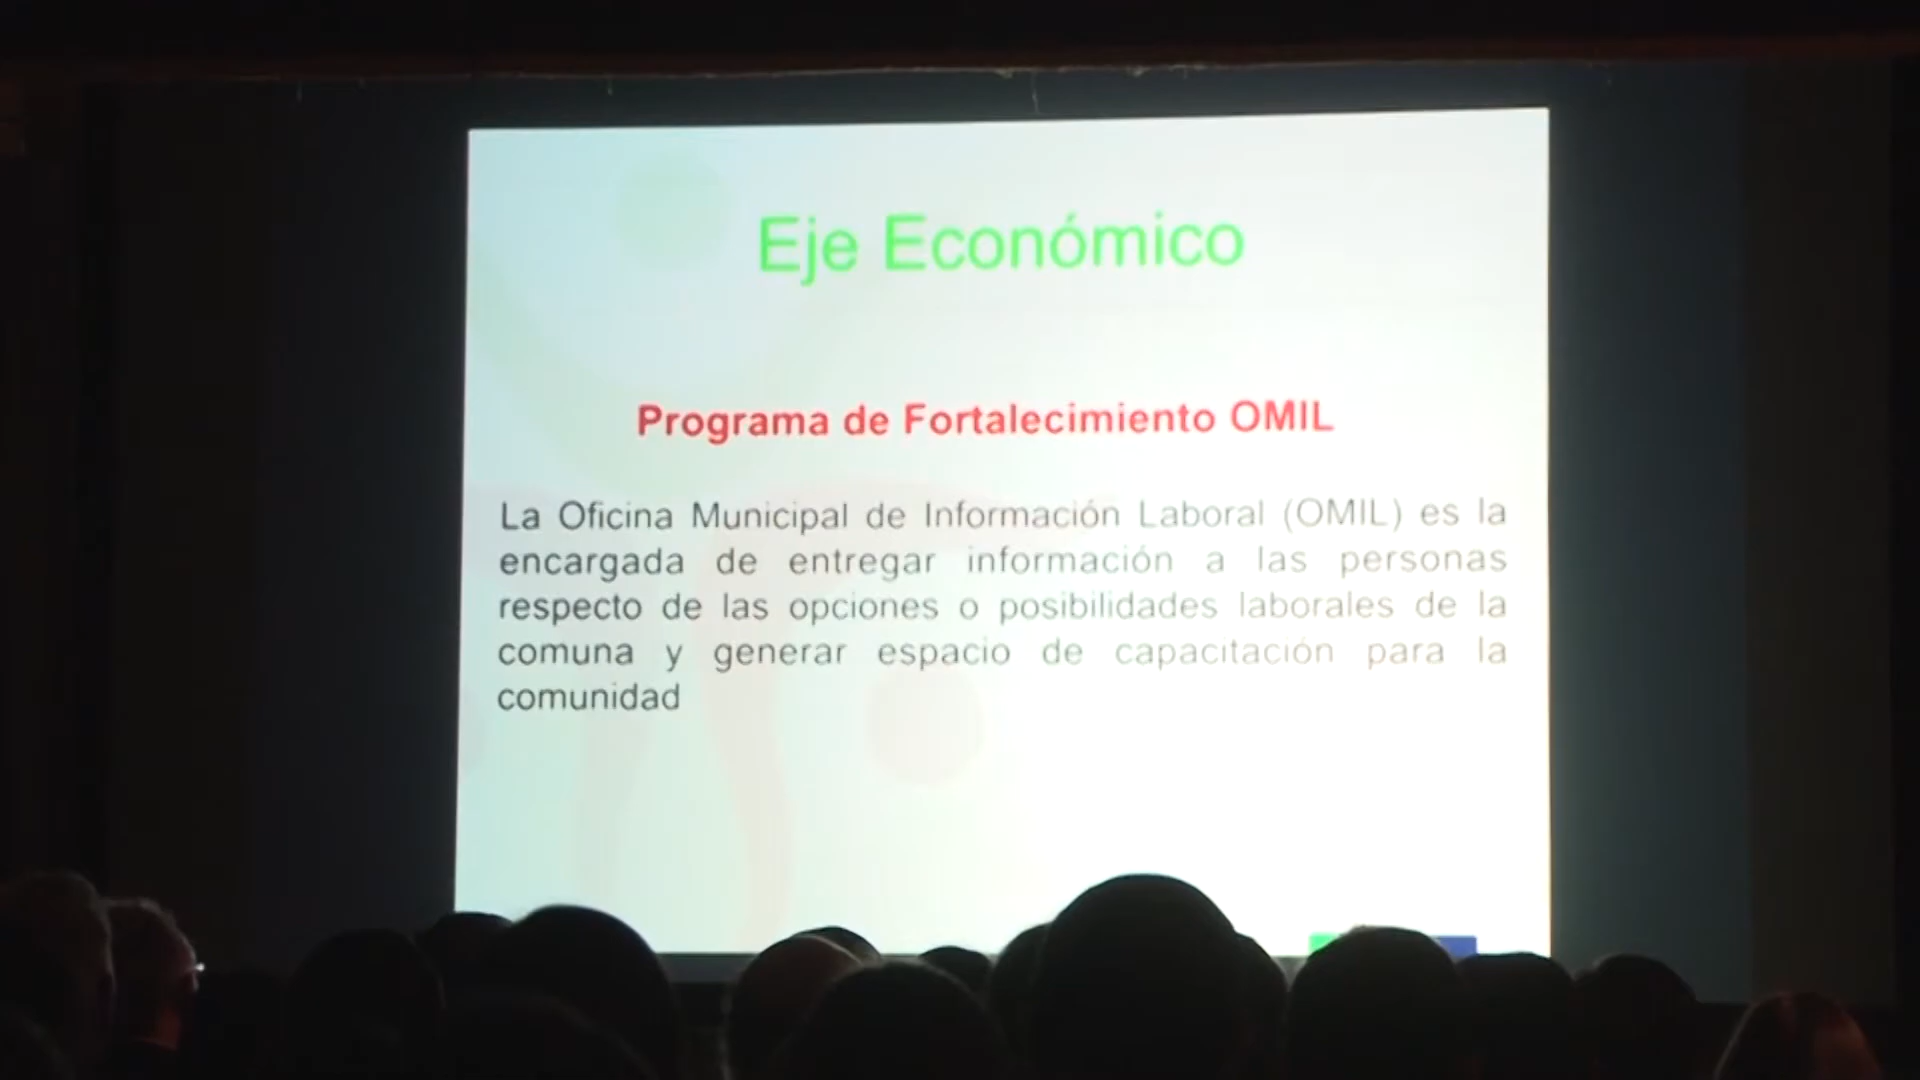 Eje Económico
Programa de Fortalecimiento OMIL
La Oficina Municipal de Información Laboral (OMIL) es la
encargada de entregar información a las personas
respecto de las opciones o posibilidades laborales de la
comuna y generar espacio de capacitación para la
comunidad